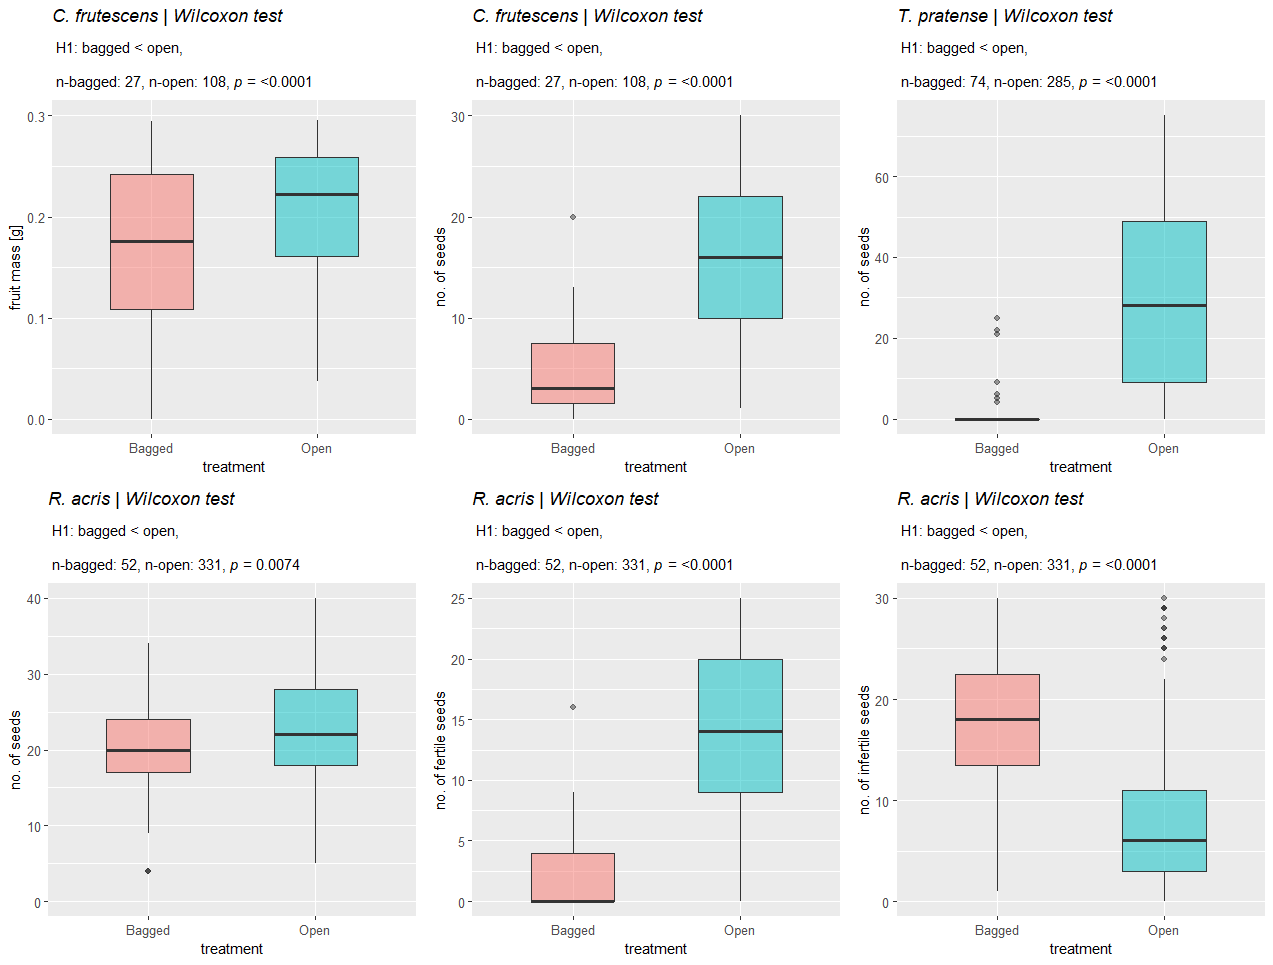 C. frutescens | Wilcoxon test
H1: bagged < open,
n-bagged: 27, n-open: 108, p = <0.0001
0.3
0.2
0.1
0.0
fruit mass [g]
Bagged
Open
treatment
C. frutescens | Wilcoxon test
H1: bagged < open,
n-bagged: 27, n-open: 108, p = <0.0001
30
20
10
0
no. of seeds
Bagged
Open
treatment
T. pratense | Wilcoxon test
H1: bagged < open,
n-bagged: 74, n-open: 285, p = <0.0001
60
40
20
0
no. of seeds
Bagged
Open
treatment
R. acris | Wilcoxon test
H1: bagged < open,
n-bagged: 52, n-open: 331, p = 0.0074
40
30
20
10
0
no. of seeds
Bagged
Open
treatment
R. acris | Wilcoxon test
H1: bagged < open,
n-bagged: 52, n-open: 331, p = <0.0001
25
20
15
10
5
0
no. of fertile seeds
Bagged
Open
treatment
R. acris | Wilcoxon test
H1: bagged < open,
n-bagged: 52, n-open: 331, p = <0.0001
30
20
10
0
no. of infertile seeds
Bagged
Open
treatment